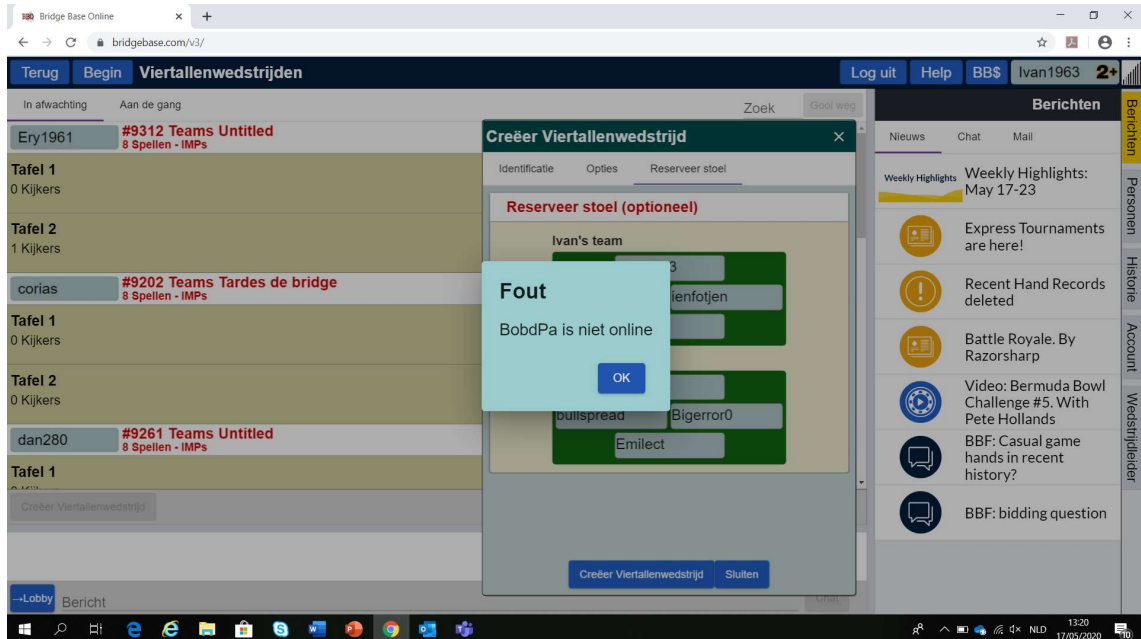 BBO Bridge Base Online
bridgebase.com/v3/
Terug Begin Viertallenwedstrijden Log uit Help BB$ Ivan1963 2+
In afwachting Aan de gang Zoek Gooi weg
Ery1961 #9312 Teams Untitled
8 Spellen - IMPs
Tafel 1
0 Kijkers
Tafel 2
1 Kijkers
corias #9202 Teams Tardes de bridge
8 Spellen - IMPs
Tafel 1
0 Kijkers
Tafel 2
0 Kijkers
dan280 #9261 Teams Untitled
8 Spellen - IMPs
Tafel 1
Creëer Viertallenwedstrijd
→Lobby Bericht Chat
Creëer Viertallenwedstrijd
Identificatie Opties Reserveer stoel
Reserveer stoel (optioneel)
Ivan's team
3
ienfotjen
Fout
BobdPa is niet online
OK
bullspread Bigerror0
Emilect
Creëer Viertallenwedstrijd Sluiten
Berichten
Nieuws Chat Mail
Weekly Highlights Weekly Highlights:
May 17-23
Express Tournaments
are here!
Recent Hand Records
deleted
Battle Royale. By
Razorsharp
Video: Bermuda Bowl
Challenge #5. With
Pete Hollands
BBF: Casual game
hands in recent
history?
BBF: bidding question
Berichten
Personen
Historie
Account
Wedstrijdleider
NLD 13:20
17/05/2020